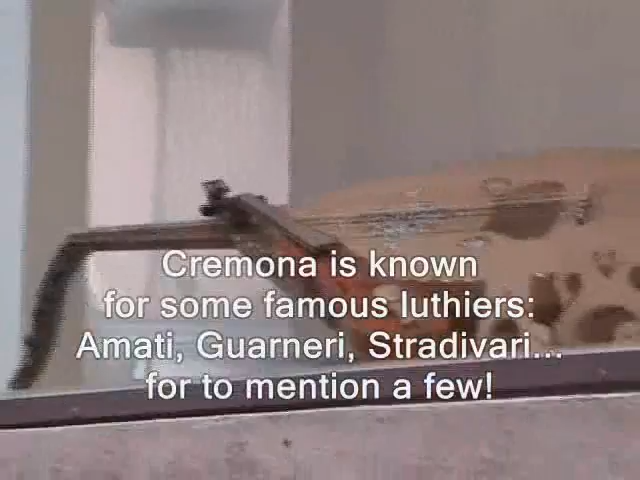 Cremona is known
for some famous luthiers:
Amati, Guarneri, Stradivari...
for to mention a few!